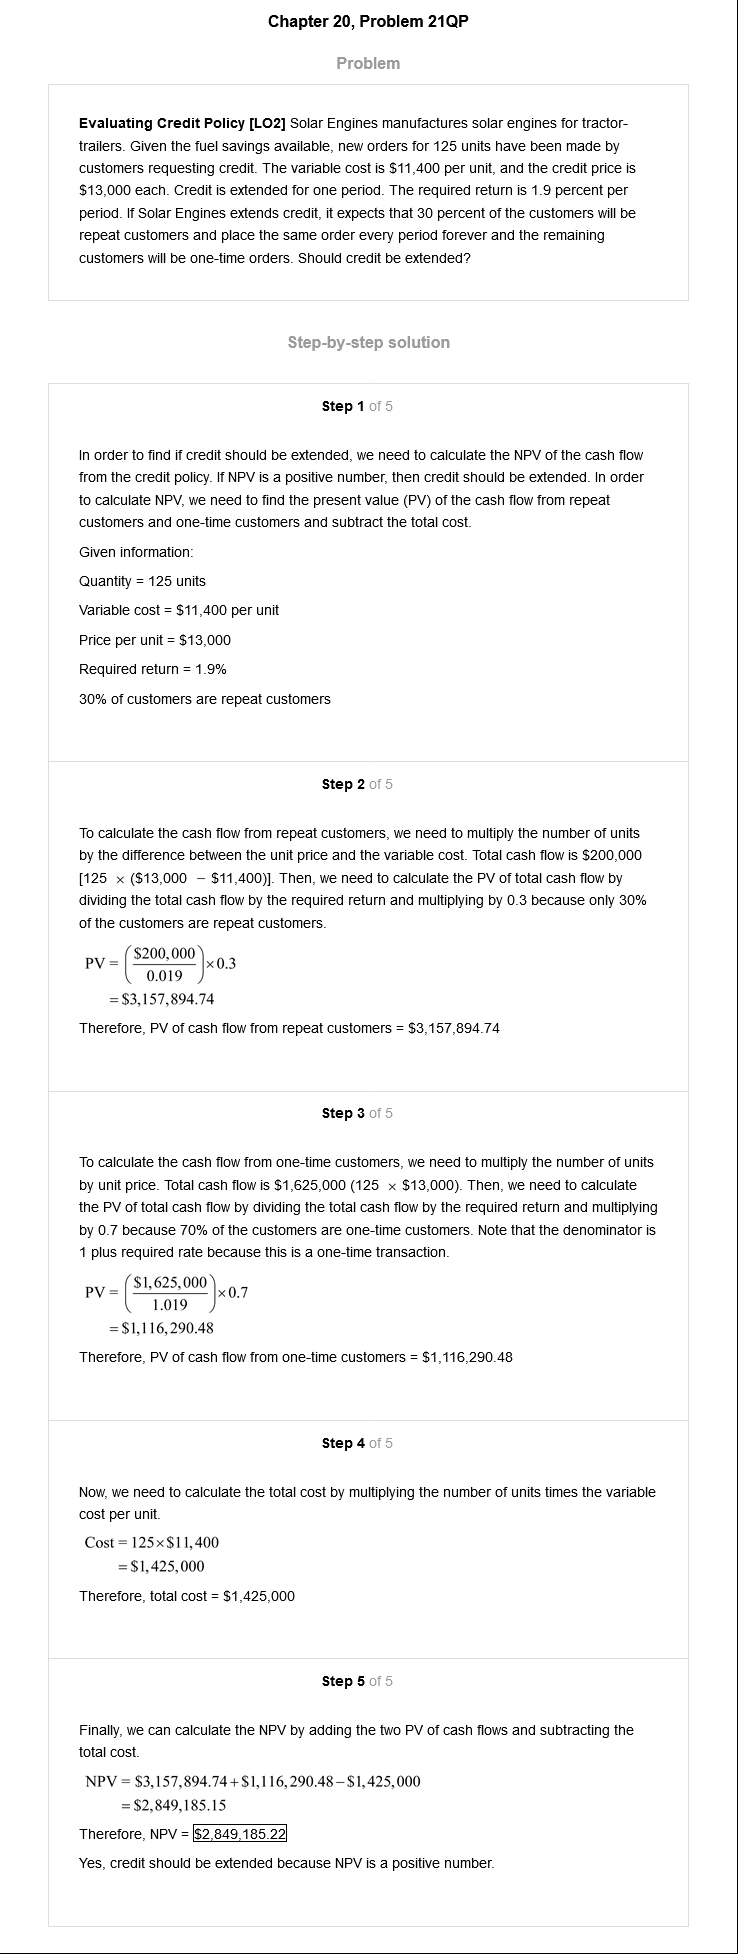 Chapter 20, Problem 21QP
Problem
Evaluating Credit Policy [LO2] Solar Engines manufactures solar engines for tractor-
trailers. Given the fuel savings available, new orders for 125 units have been made by
customers requesting credit. The variable cost is $11,400 per unit, and the credit price is
$13,000 each. Credit is extended for one period. The required return is 1.9 percent per
period. If Solar Engines extends credit, it expects that 30 percent of the customers will be
repeat customers and place the same order every period forever and the remaining
customers will be one-time orders. Should credit be extended?
Step-by-step solution
Step 1 of 5
In order to find if credit should be extended, we need to calculate the NPV of the cash flow
from the credit policy. If NPV is a positive number, then credit should be extended. In order
to calculate NPV, we need to find the present value (PV) of the cash flow from repeat
customers and one-time customers and subtract the total cost.
Given information:
Quantity = 125 units
Variable cost = $11,400 per unit
Price per unit = $13,000
Required return = 1.9%
30% of customers are repeat customers
Step 2 of 5
To calculate the cash flow from repeat customers, we need to multiply the number of units
by the difference between the unit price and the variable cost. Total cash flow is $200,000
[125 × ($13,000 − $11,400)]. Then, we need to calculate the PV of total cash flow by
dividing the total cash flow by the required return and multiplying by 0.3 because only 30%
of the customers are repeat customers.
PV = ($200,000 / 0.019) × 0.3
= $3,157,894.74
Therefore, PV of cash flow from repeat customers = $3,157,894.74
Step 3 of 5
To calculate the cash flow from one-time customers, we need to multiply the number of units
by unit price. Total cash flow is $1,625,000 (125 × $13,000). Then, we need to calculate
the PV of total cash flow by dividing the total cash flow by the required return and multiplying
by 0.7 because 70% of the customers are one-time customers. Note that the denominator is
1 plus required rate because this is a one-time transaction.
PV = ($1,625,000 / 1.019) × 0.7
= $1,116,290.48
Therefore, PV of cash flow from one-time customers = $1,116,290.48
Step 4 of 5
Now, we need to calculate the total cost by multiplying the number of units times the variable
cost per unit.
Cost = 125 × $11,400
= $1,425,000
Therefore, total cost = $1,425,000
Step 5 of 5
Finally, we can calculate the NPV by adding the two PV of cash flows and subtracting the
total cost.
NPV = $3,157,894.74 + $1,116,290.48 − $1,425,000
= $2,849,185.15
Therefore, NPV = $2,849,185.22
Yes, credit should be extended because NPV is a positive number.